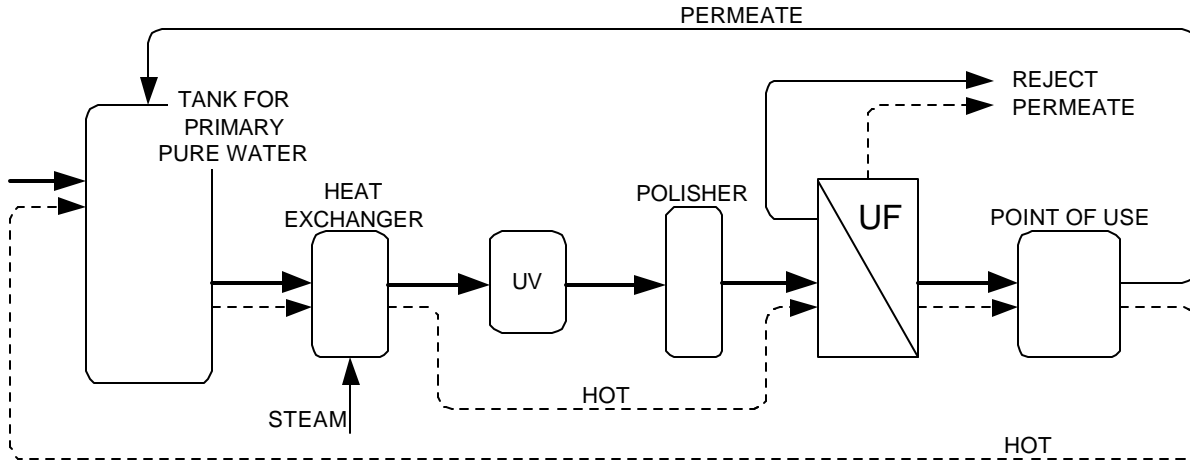 PERMEATE
REJECT
PERMEATE
TANK FOR
PRIMARY
PURE WATER
HEAT
EXCHANGER
POLISHER
UF
POINT OF USE
UV
HOT
STEAM
HOT